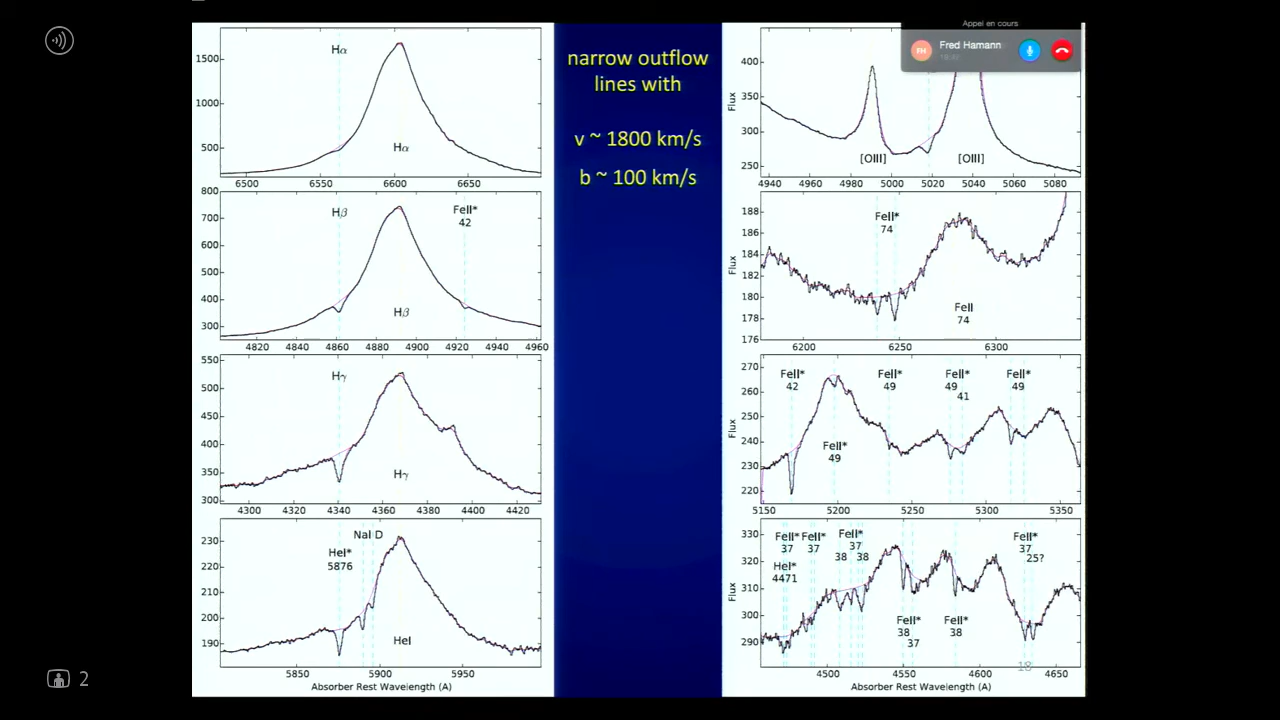 Appel en cours
FM
Fred Hamann
narrow outflow
lines with
v ~ 1800 km/s
b ~ 100 km/s
Hα
Hα
1500
1000
500
6500
6550
6600
6650
Hβ
FeII*
42
Hβ
800
700
600
500
400
300
4820
4840
4860
4880
4900
4920
4940
4960
Hγ
Hγ
550
500
450
400
350
300
4300
4320
4340
4360
4380
4400
4420
NaI D
HeI*
5876
HeI
230
220
210
200
190
5850
5900
5950
Absorber Rest Wavelength (A)
Flux
400
350
300
250
[OIII]
[OIII]
4940
4960
4980
5000
5020
5040
5060
5080
Flux
188
186
184
182
180
178
176
FeII*
74
FeII
74
6200
6250
6300
Flux
270
260
250
240
230
220
FeII*
42
FeII*
49
FeII*
49
41
FeII*
49
FeII*
49
5150
5200
5250
5300
5350
Flux
330
320
310
300
290
FeII*
37
FeII*
37
FeII*
37
38
38
HeI*
4471
FeII*
37
25?
FeII*
38
37
FeII*
38
18
4500
4550
4600
4650
Absorber Rest Wavelength (A)
2